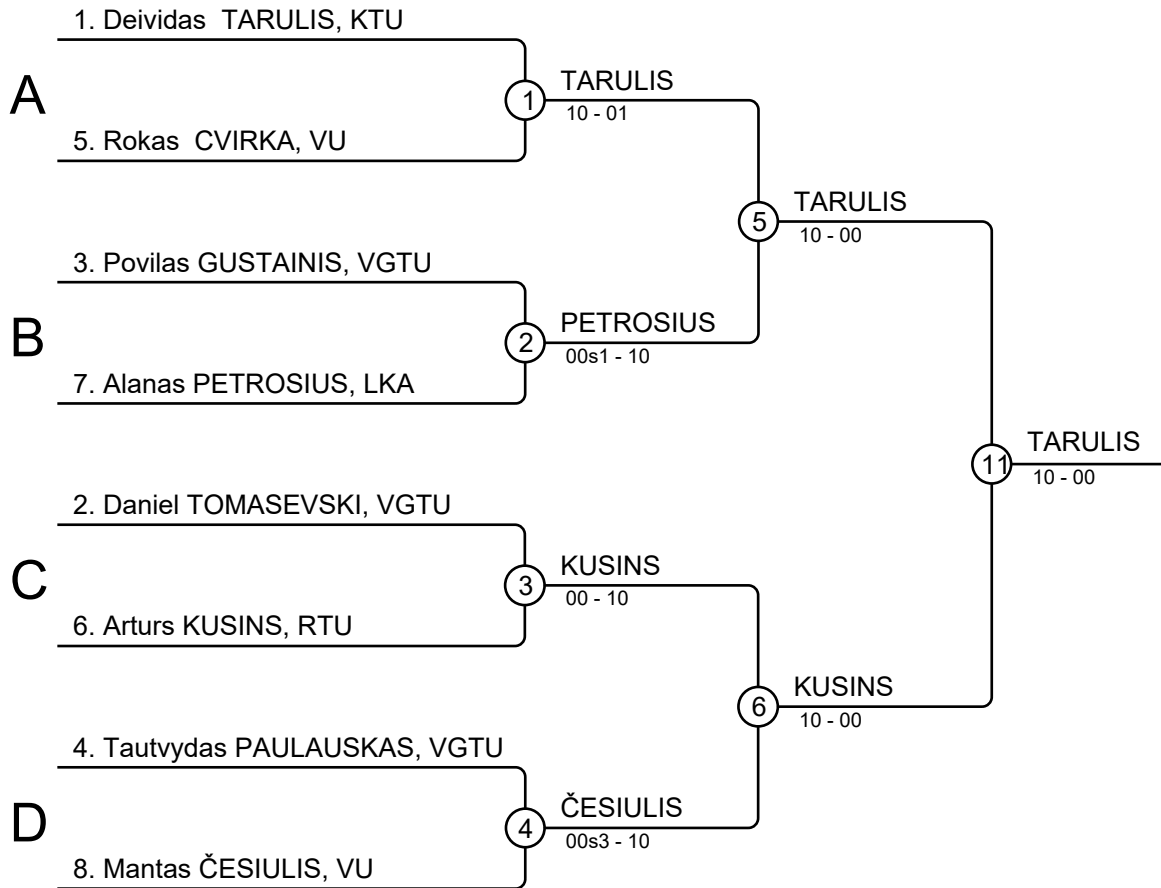 1. Deividas TARULIS, KTU
A
1
TARULIS
10 - 01
5. Rokas CVIRKA, VU
5
TARULIS
10 - 00
3. Povilas GUSTAINIS, VGTU
B
2
PETROSIUS
00s1 - 10
7. Alanas PETROSIUS, LKA
11
TARULIS
10 - 00
2. Daniel TOMASEVSKI, VGTU
C
3
KUSINS
00 - 10
6. Arturs KUSINS, RTU
6
KUSINS
10 - 00
4. Tautvydas PAULAUSKAS, VGTU
D
4
ČESIULIS
00s3 - 10
8. Mantas ČESIULIS, VU